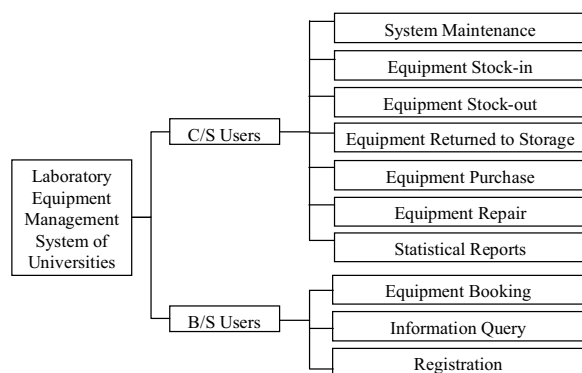 Laboratory
Equipment
Management
System of
Universities
C/S Users
System Maintenance
Equipment Stock-in
Equipment Stock-out
Equipment Returned to Storage
Equipment Purchase
Equipment Repair
Statistical Reports
B/S Users
Equipment Booking
Information Query
Registration